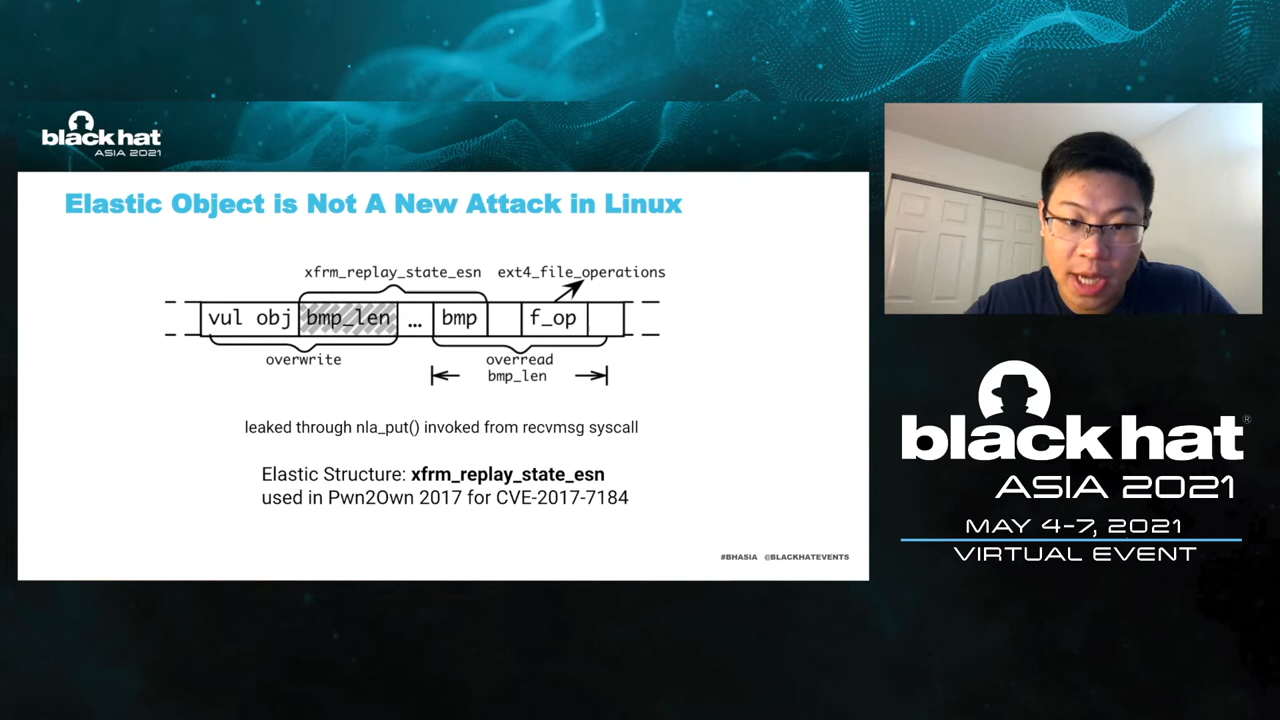 black hat
ASIA 2021
Elastic Object is Not A New Attack in Linux
xfrm_replay_state_esn ext4_file_operations
vul obj bmp_len ... bmp f_op
overwrite overread
bmp_len
leaked through nla_put() invoked from recvmsg syscall
Elastic Structure: xfrm_replay_state_esn
used in Pwn2Own 2017 for CVE-2017-7184
#BHASIA @BLACKHATEVENTS
black hat®
ASIA 2021
MAY 4-7, 2021
VIRTUAL EVENT